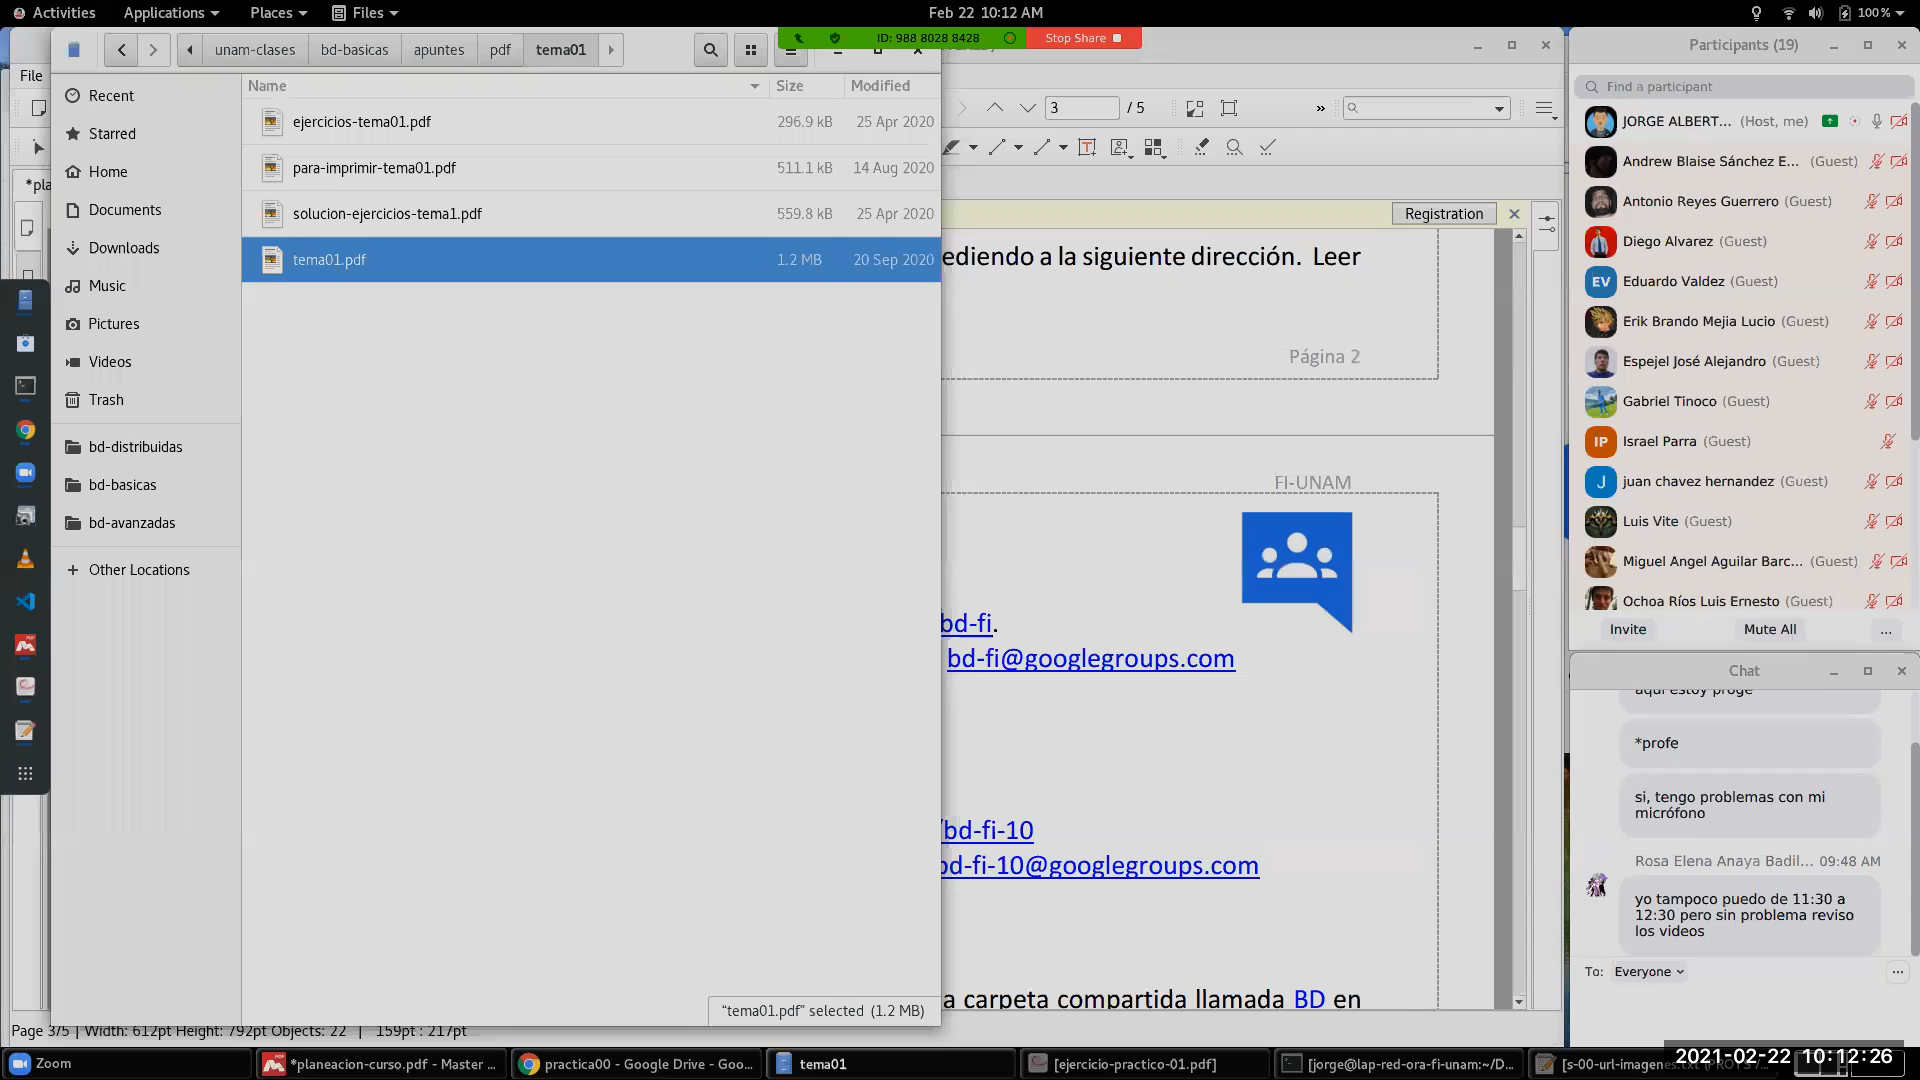 Activities
Applications
Places
Files
Feb 22 10:12 AM
100%
unam-clases
bd-basicas
apuntes
pdf
tema01
ID: 988 8028 8428
Stop Share
File
Name
Size
Modified
ejercicios-tema01.pdf 296.9 kB 25 Apr 2020
para-imprimir-tema01.pdf 511.1 kB 14 Aug 2020
solucion-ejercicios-tema1.pdf 559.8 kB 25 Apr 2020
tema01.pdf 1.2 MB 20 Sep 2020
Recent
Starred
Home
Documents
Downloads
Music
Pictures
Videos
Trash
bd-distribuidas
bd-basicas
bd-avanzadas
+ Other Locations
*pla
"tema01.pdf" selected (1.2 MB)
3 / 5
Registration
ediendo a la siguiente dirección. Leer
Página 2
FI-UNAM
bd-fi.
bd-fi@googlegroups.com
/bd-fi-10
bd-fi-10@googlegroups.com
a carpeta compartida llamada BD en
Page 3/5 | Width: 612pt Height: 792pt Objects: 22 | 159pt : 217pt
Participants (19)
Find a participant
JORGE ALBERT... (Host, me)
Andrew Blaise Sánchez E... (Guest)
Antonio Reyes Guerrero (Guest)
Diego Alvarez (Guest)
EV Eduardo Valdez (Guest)
Erik Brando Mejia Lucio (Guest)
Espejel José Alejandro (Guest)
Gabriel Tinoco (Guest)
IP Israel Parra (Guest)
J juan chavez hernandez (Guest)
Luis Vite (Guest)
Miguel Angel Aguilar Barc... (Guest)
Ochoa Ríos Luis Ernesto (Guest)
Invite
Mute All
...
Chat
aqui estoy proge
*profe
si, tengo problemas con mi
micrófono
Rosa Elena Anaya Badil... 09:48 AM
yo tampoco puedo de 11:30 a
12:30 pero sin problema reviso
los videos
To: Everyone
Zoom
*planeacion-curso.pdf - Master ...
practica00 - Google Drive - Goo...
tema01
[ejercicio-practico-01.pdf]
[jorge@lap-red-ora-fi-unam:~/D...
2021-02-22 10:12:26